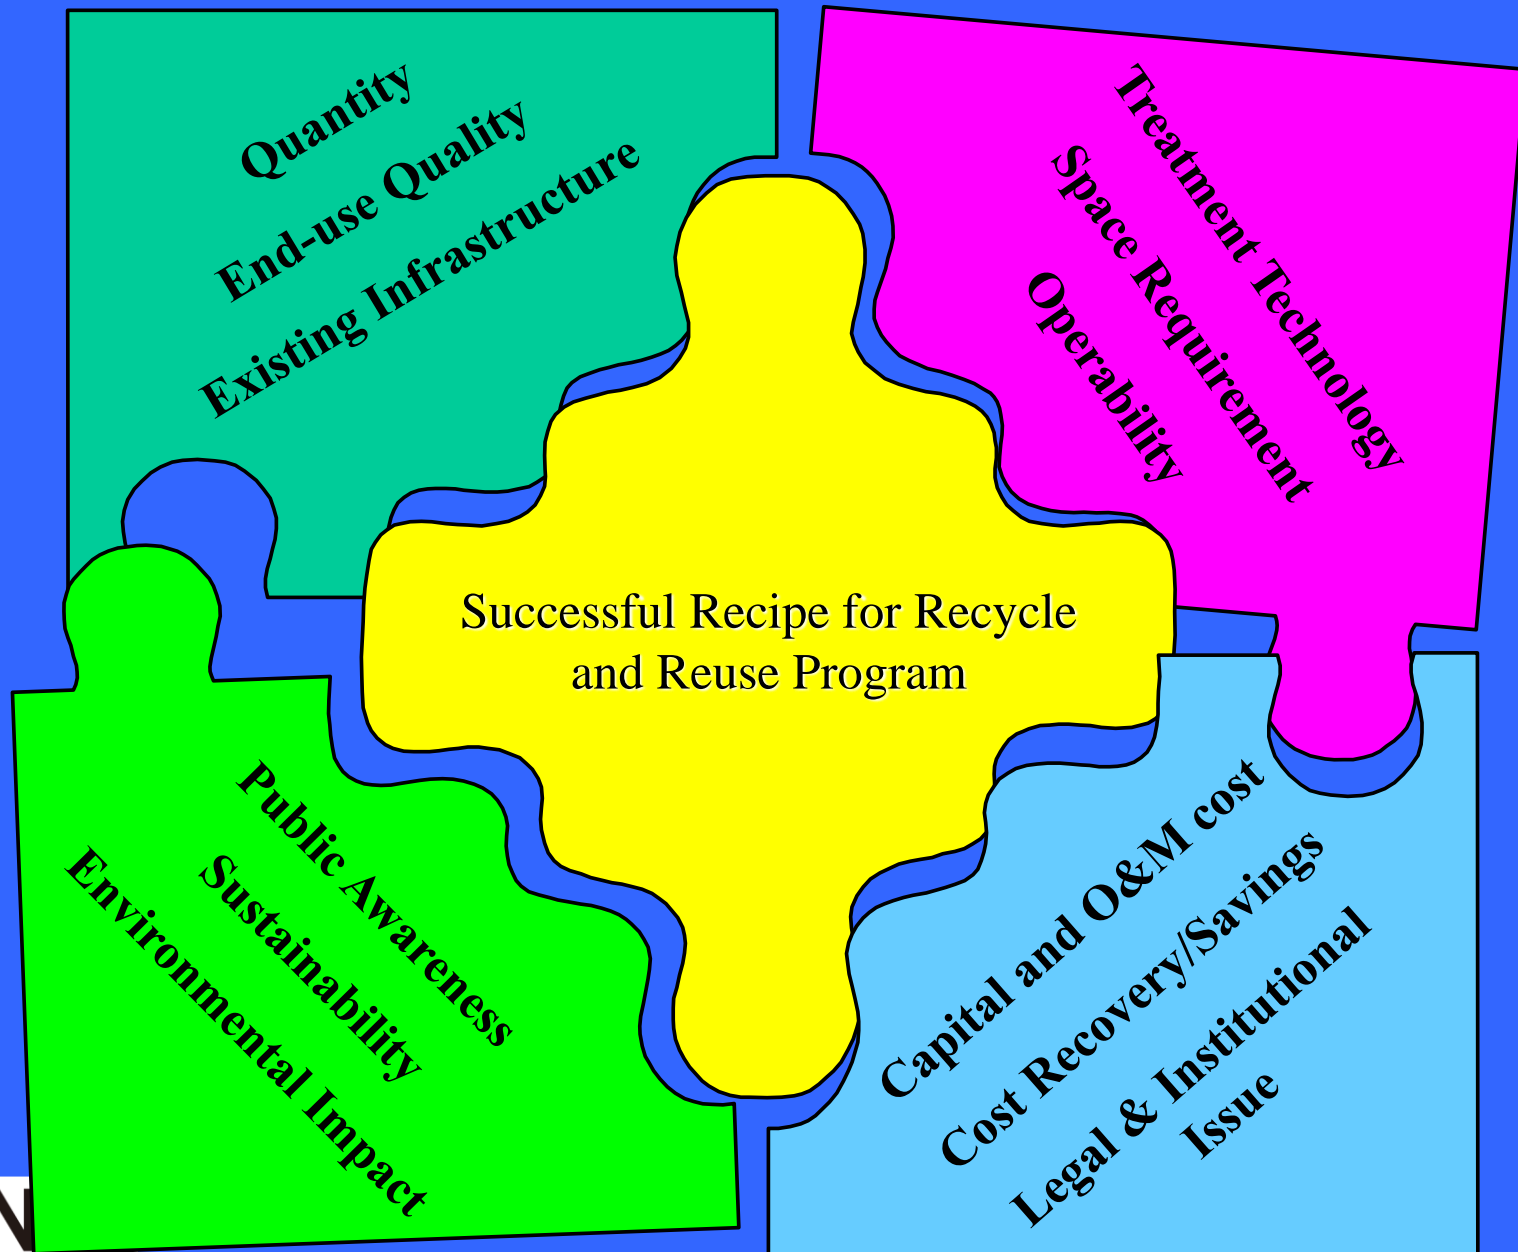 Quantity
End-use Quality
Existing Infrastructure
Treatment Technology
Space Requirement
Operability
Successful Recipe for Recycle
and Reuse Program
Public Awareness
Sustainability
Environmental Impact
Capital and O&M cost
Cost Recovery/Savings
Legal & Institutional
Issue